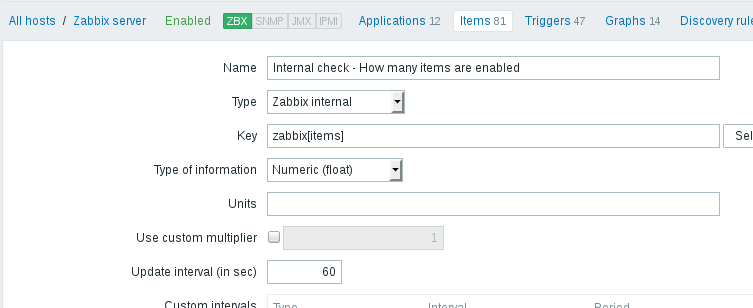 All hosts / Zabbix server Enabled ZBX SNMP JMX IPMI Applications 12 Items 81 Triggers 47 Graphs 14 Discovery rule
Name Internal check - How many items are enabled
Type Zabbix internal
Key zabbix[items] Sel
Type of information Numeric (float)
Units
Use custom multiplier 1
Update interval (in sec) 60
Custom intervals Type Interval Period